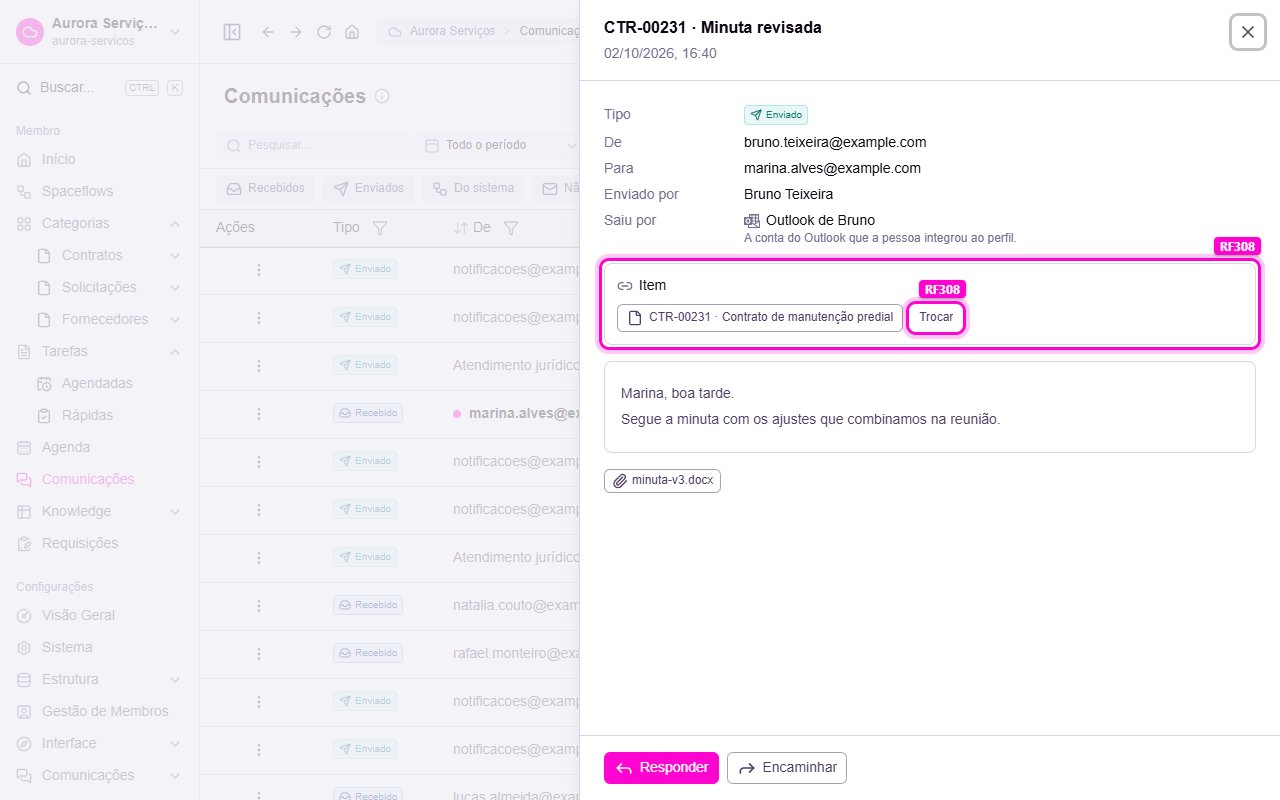 Aurora Serviç...
aurora-servicos
Buscar...
CTRL
K
Membro
Início
Spaceflows
Categorias
Contratos
Solicitações
Fornecedores
Tarefas
Agendadas
Rápidas
Agenda
Comunicações
Knowledge
Requisições
Configurações
Visão Geral
Sistema
Estrutura
Gestão de Membros
Interface
Comunicações
Aurora Serviços
Comunicaç
Comunicações
Pesquisar...
Todo o período
Recebidos
Enviados
Do sistema
Nã
Ações
Tipo
De
Enviado
notificacoes@examp
Enviado
notificacoes@examp
Enviado
Atendimento jurídico
Recebido
marina.alves@ex
Enviado
notificacoes@examp
Enviado
notificacoes@examp
Enviado
Atendimento jurídico
Recebido
natalia.couto@exam
Recebido
rafael.monteiro@ex
Enviado
notificacoes@examp
Enviado
notificacoes@examp
Recebido
lucas.almeida@exam
CTR-00231 · Minuta revisada
02/10/2026, 16:40
Tipo
Enviado
De
bruno.teixeira@example.com
Para
marina.alves@example.com
Enviado por
Bruno Teixeira
Saiu por
Outlook de Bruno
A conta do Outlook que a pessoa integrou ao perfil.
RF308
Item
RF308
CTR-00231 · Contrato de manutenção predial
Trocar
Marina, boa tarde.
Segue a minuta com os ajustes que combinamos na reunião.
minuta-v3.docx
Responder
Encaminhar